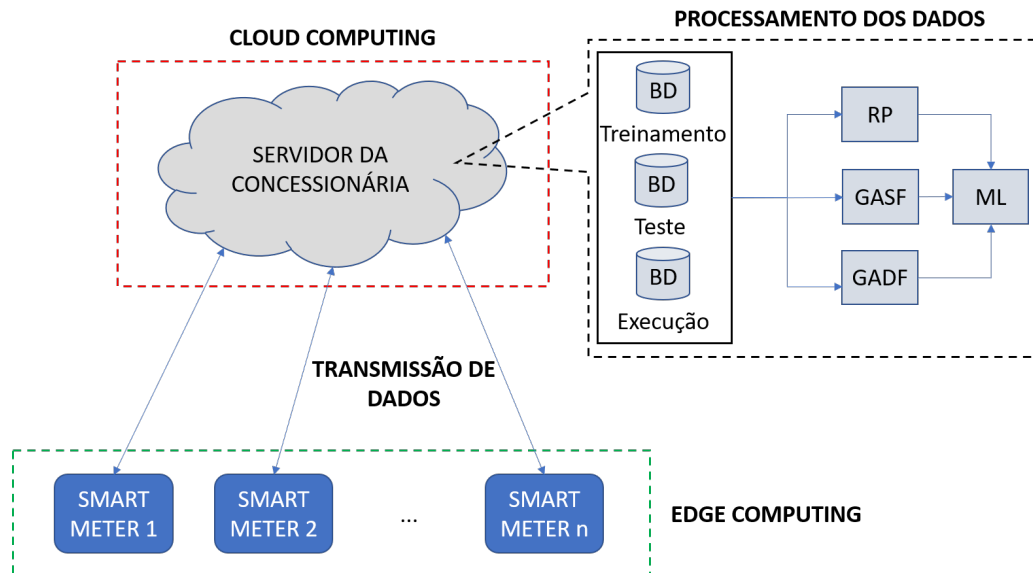 PROCESSAMENTO DOS DADOS
CLOUD COMPUTING
SERVIDOR DA
CONCESSIONÁRIA
BD
Treinamento
BD
Teste
BD
Execução
RP
GASF
ML
GADF
TRANSMISSÃO DE
DADOS
SMART
METER 1
SMART
METER 2
...
SMART
METER n
EDGE COMPUTING